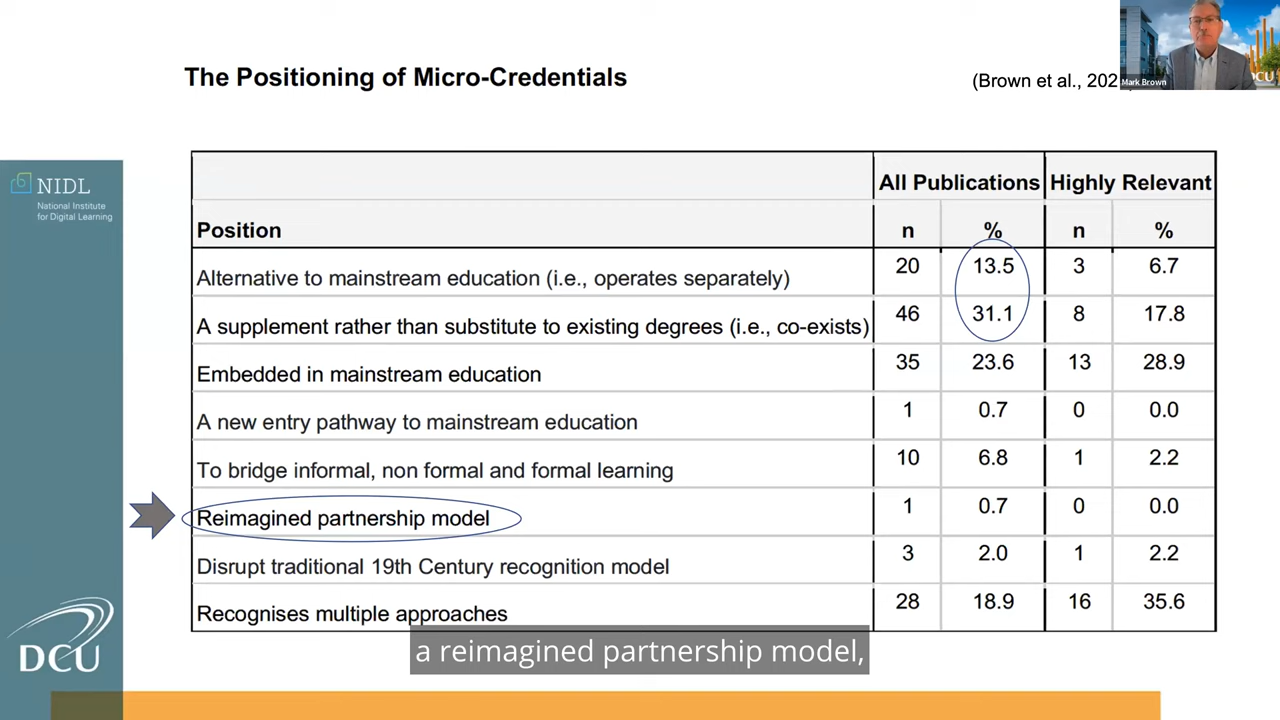 The Positioning of Micro-Credentials
(Brown et al., 202
Mark Brown
DCU
NIDL
National Institute
for Digital Learning
All Publications Highly Relevant
Position n % n %
Alternative to mainstream education (i.e., operates separately) 20 13.5 3 6.7
A supplement rather than substitute to existing degrees (i.e., co-exists) 46 31.1 8 17.8
Embedded in mainstream education 35 23.6 13 28.9
A new entry pathway to mainstream education 1 0.7 0 0.0
To bridge informal, non formal and formal learning 10 6.8 1 2.2
Reimagined partnership model 1 0.7 0 0.0
Disrupt traditional 19th Century recognition model 3 2.0 1 2.2
Recognises multiple approaches 28 18.9 16 35.6
DCU
a reimagined partnership model,